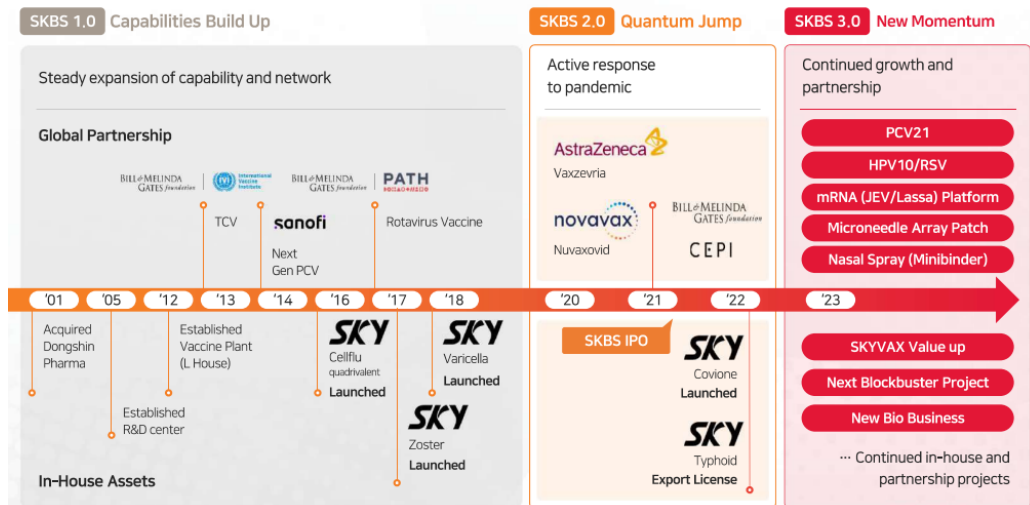 SKBS 1.0 Capabilities Build Up
Steady expansion of capability and network
Global Partnership
BILL & MELINDA
GATES foundation
International
Vaccine
Institute
TCV
sanofi
Next
Gen PCV
BILL & MELINDA
GATES foundation
PATH
Rotavirus Vaccine
'01
'05
'12
'13
'14
'16
'17
'18
Acquired
Dongshin
Pharma
Established
R&D center
Established
Vaccine Plant
(L House)
SKY
Cellflu
quadrivalent
Launched
SKY
Zoster
Launched
SKY
Varicella
Launched
In-House Assets
SKBS 2.0 Quantum Jump
Active response
to pandemic
AstraZeneca
Vaxzevria
novavax
Nuvaxovid
BILL & MELINDA
GATES foundation
CEPI
'20
'21
'22
SKBS IPO
SKY
Covione
Launched
SKY
Typhoid
Export License
SKBS 3.0 New Momentum
Continued growth and
partnership
PCV21
HPV10/RSV
mRNA (JEV/Lassa) Platform
Microneedle Array Patch
Nasal Spray (Minibinder)
'23
SKYVAX Value up
Next Blockbuster Project
New Bio Business
··· Continued in-house and
partnership projects